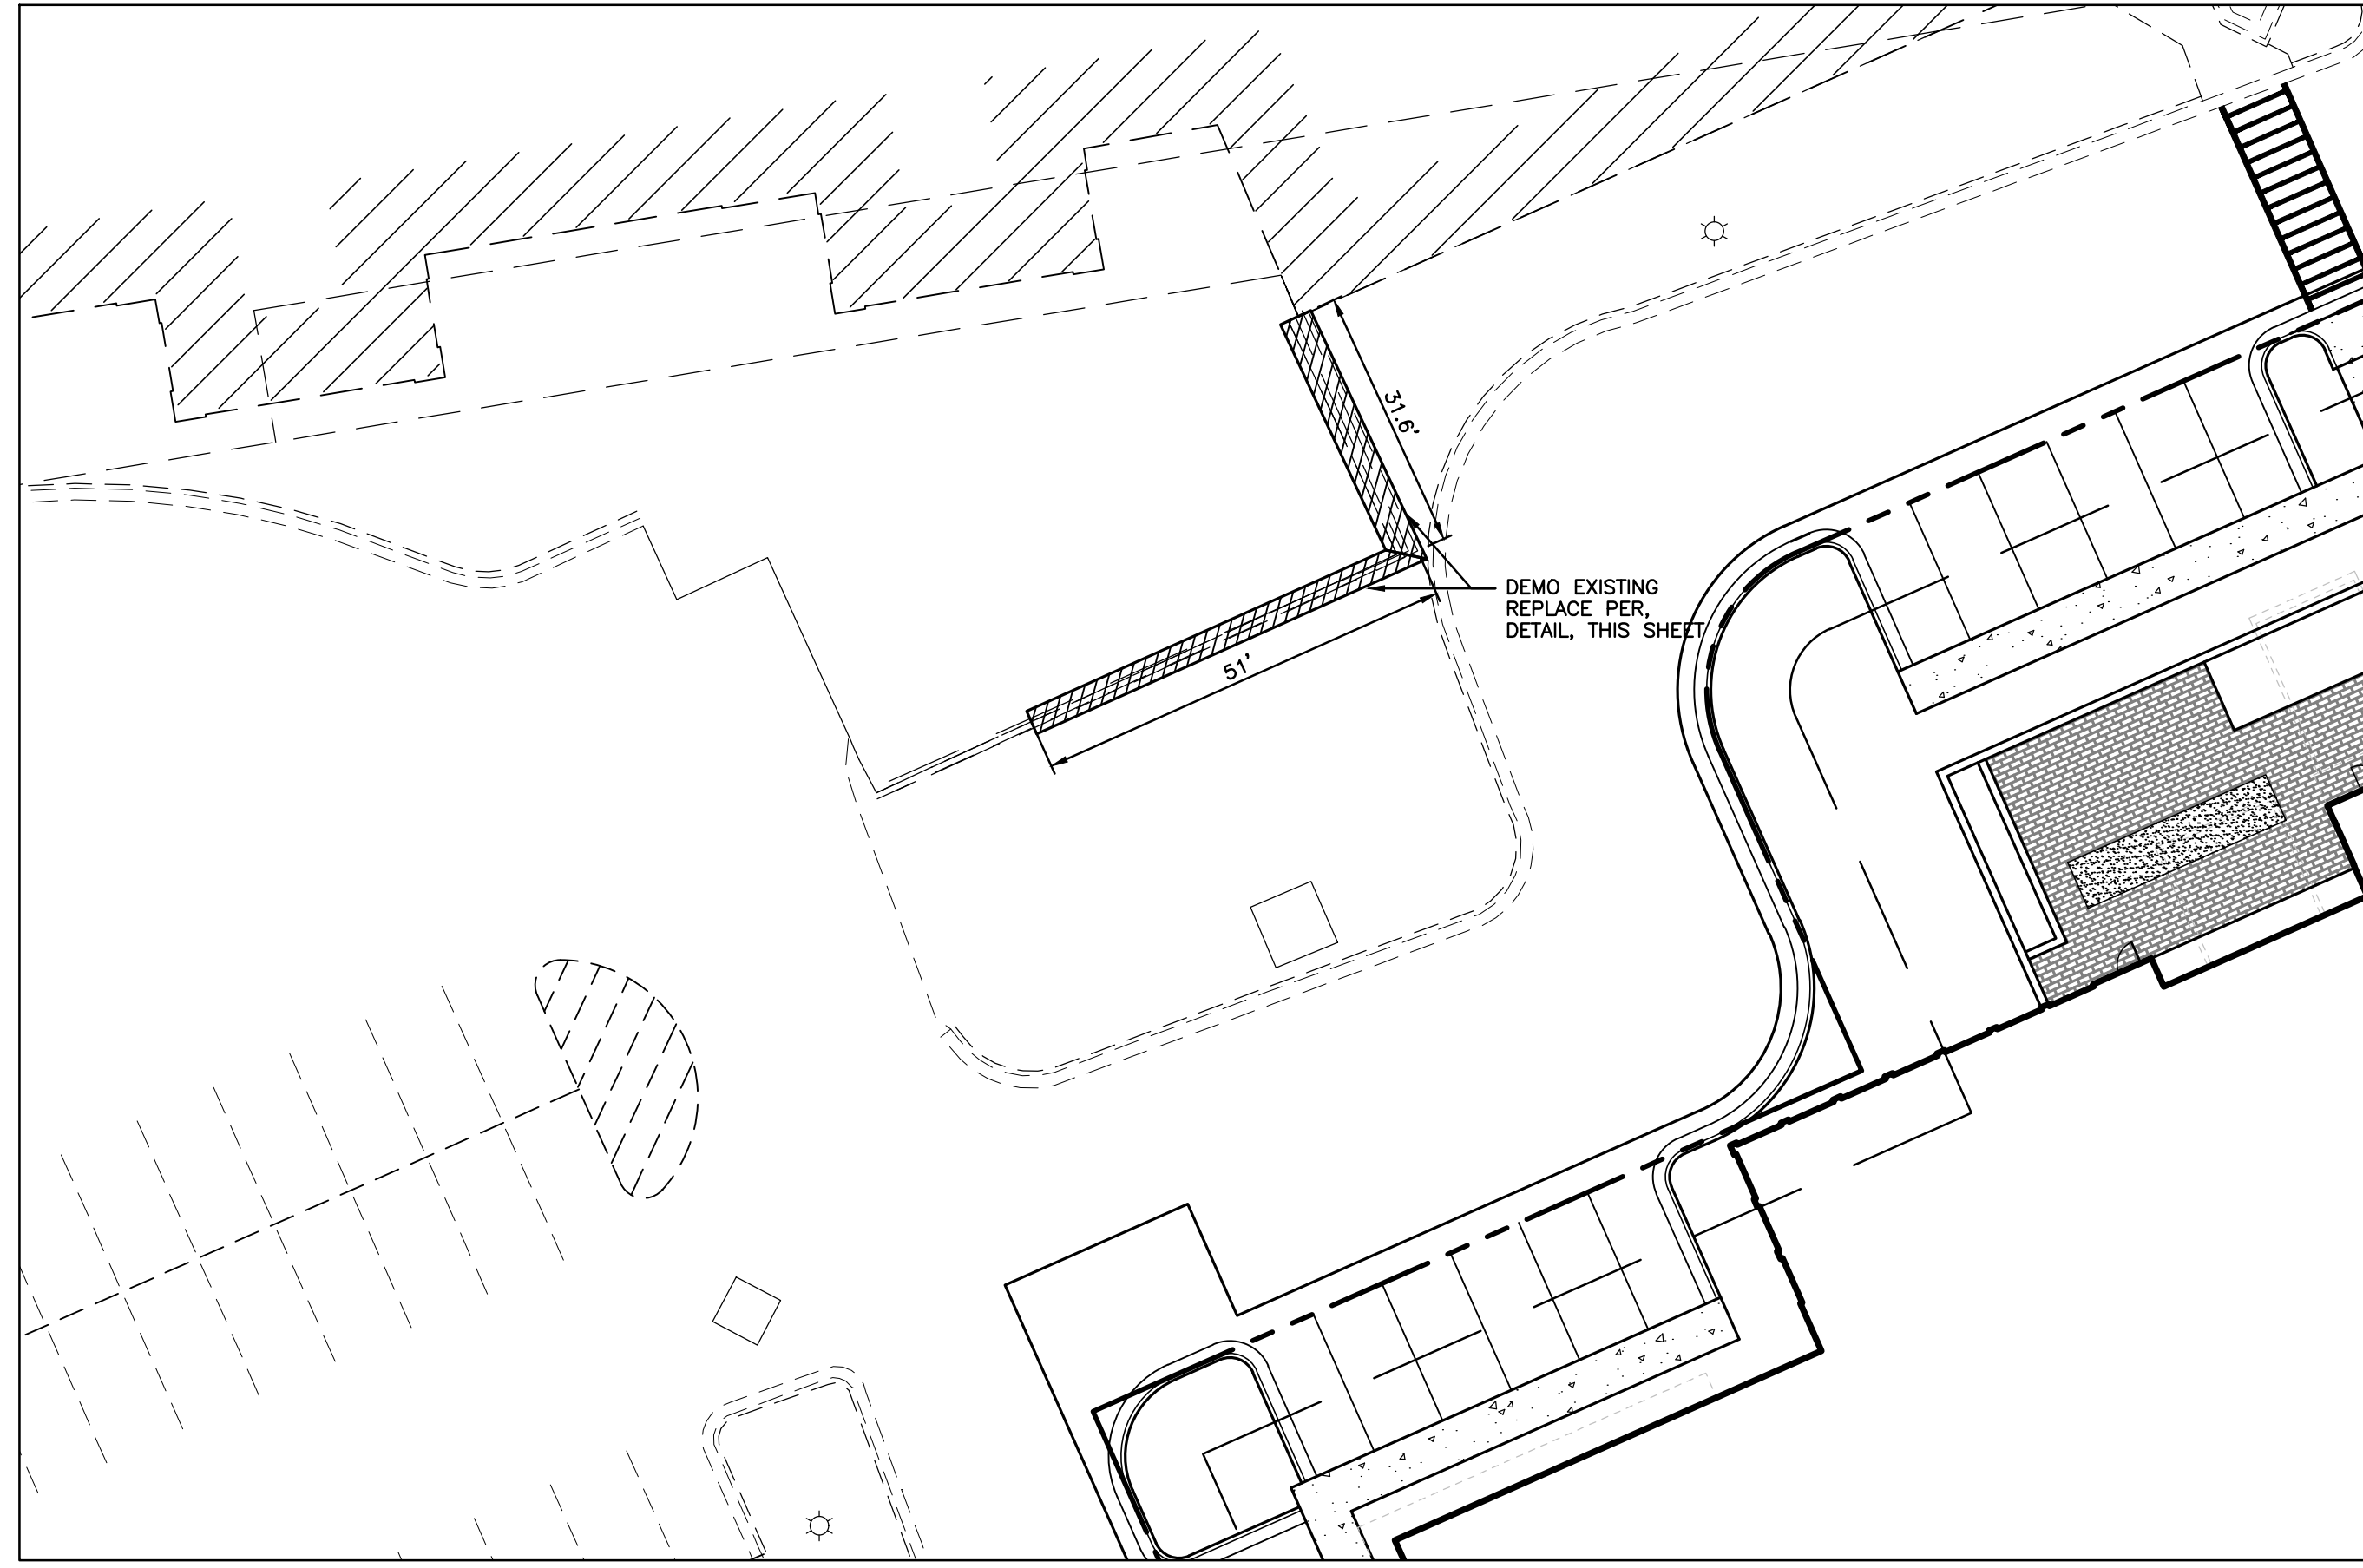 31.6'
DEMO EXISTING
REPLACE PER,
DETAIL, THIS SHEET
51'